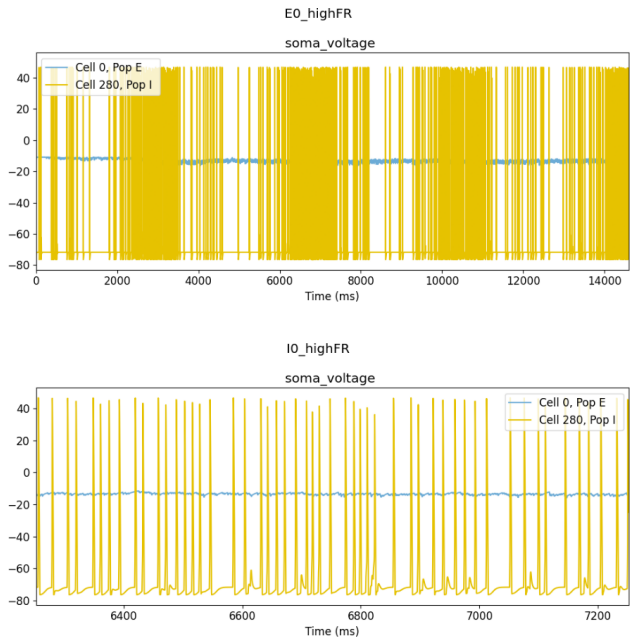 E0_highFR
soma_voltage
Cell 0, Pop E
Cell 280, Pop I
40
20
0
−20
−40
−60
−80
0 2000 4000 6000 8000 10000 12000 14000
Time (ms)
I0_highFR
soma_voltage
Cell 0, Pop E
Cell 280, Pop I
40
20
0
−20
−40
−60
−80
6400 6600 6800 7000 7200
Time (ms)